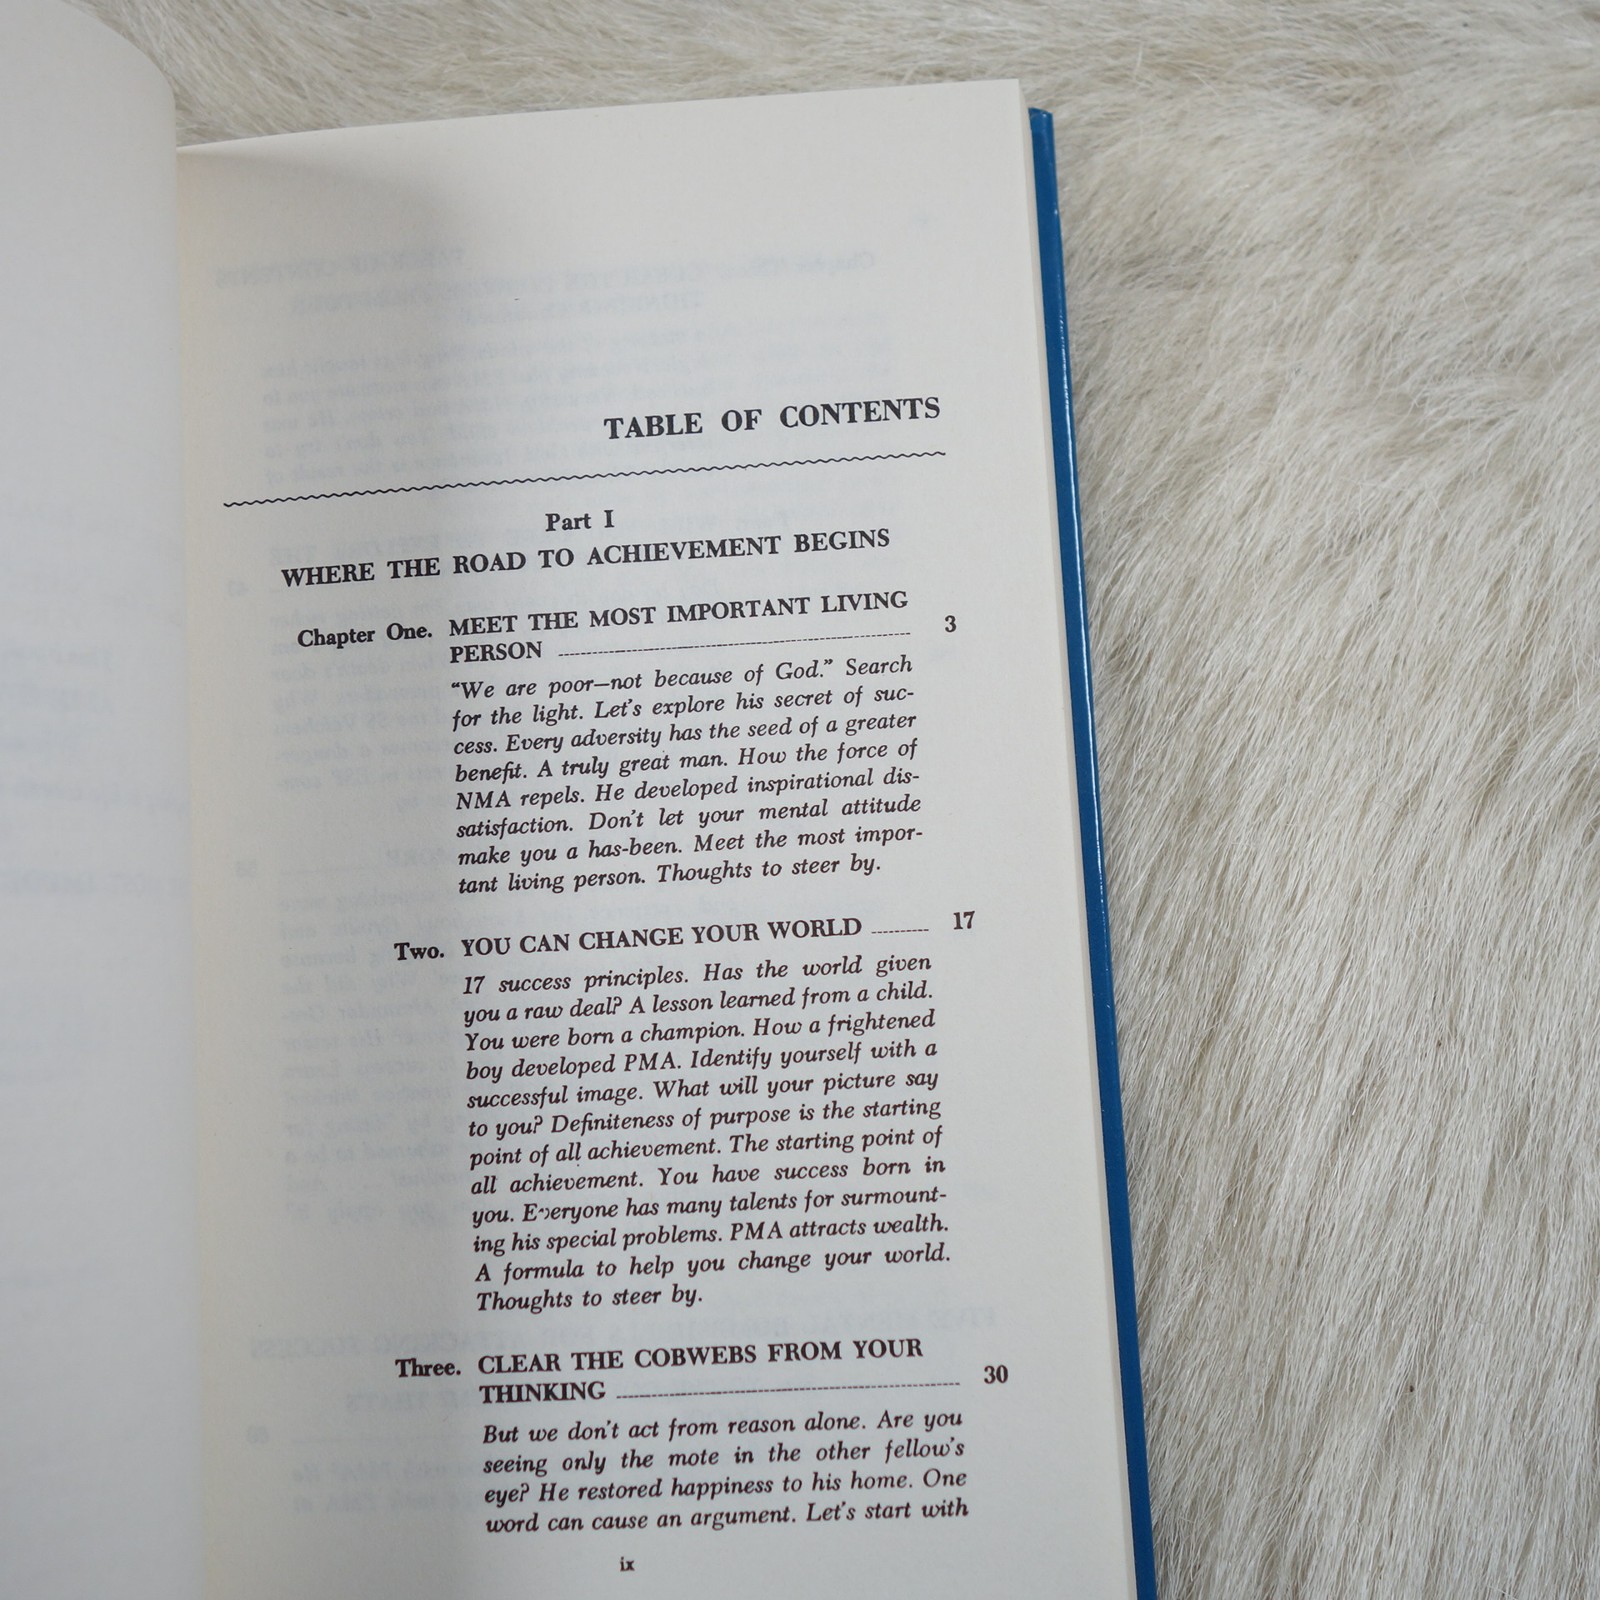 TABLE OF CONTENTS
Part I
WHERE THE ROAD TO ACHIEVEMENT BEGINS
Chapter One. MEET THE MOST IMPORTANT LIVING
PERSON 3
“We are poor—not because of God.” Search
for the light. Let's explore his secret of suc-
cess. Every adversity has the seed of a greater
benefit. A truly great man. How the force of
NMA repels. He developed inspirational dis-
satisfaction. Don't let your mental attitude
make you a has-been. Meet the most impor-
tant living person. Thoughts to steer by.
Two. YOU CAN CHANGE YOUR WORLD 17
17 success principles. Has the world given
you a raw deal? A lesson learned from a child.
You were born a champion. How a frightened
boy developed PMA. Identify yourself with a
successful image. What will your picture say
to you? Definiteness of purpose is the starting
point of all achievement. The starting point of
all achievement. You have success born in
you. Everyone has many talents for surmount-
ing his special problems. PMA attracts wealth.
A formula to help you change your world.
Thoughts to steer by.
Three. CLEAR THE COBWEBS FROM YOUR
THINKING 30
But we don't act from reason alone. Are you
seeing only the mote in the other fellow's
eye? He restored happiness to his home. One
word can cause an argument. Let's start with
ix